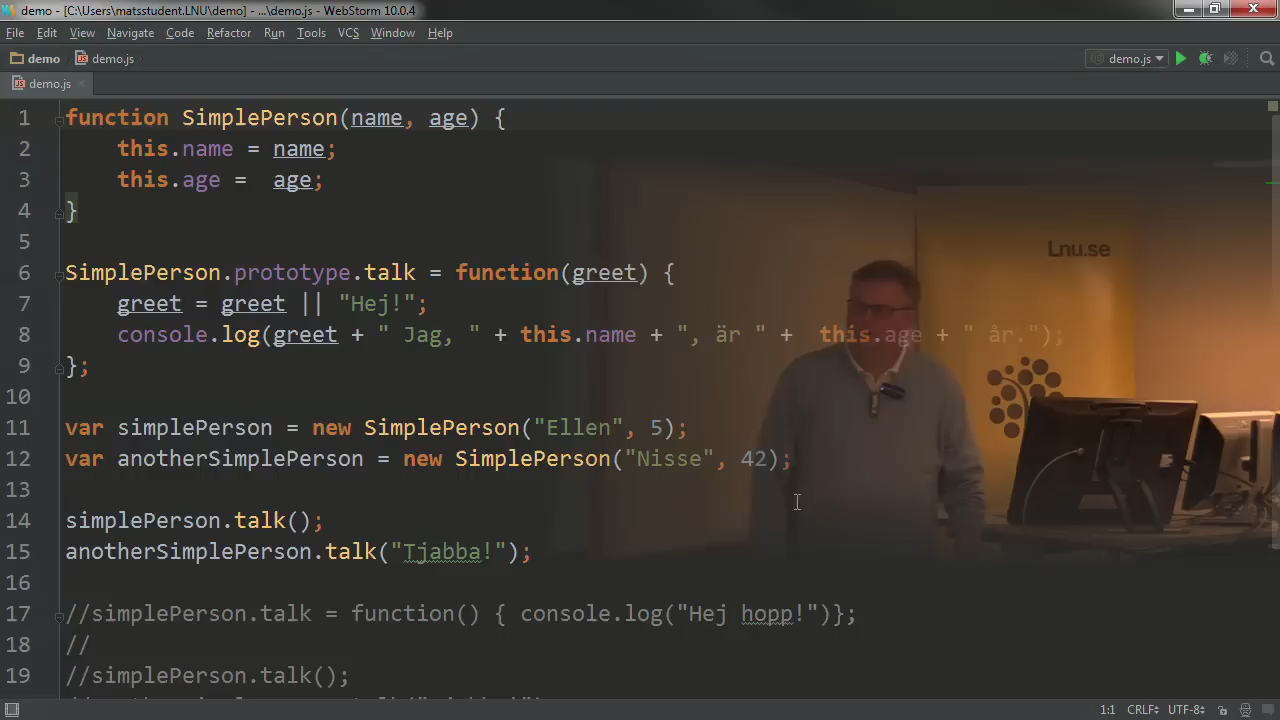 demo - [C:\Users\matsstudent.LNU\demo] - ...\demo.js - WebStorm 10.0.4
File Edit View Navigate Code Refactor Run Tools VCS Window Help
demo demo.js demo.js
demo.js
1 function SimplePerson(name, age) {
2 this.name = name;
3 this.age =  age;
4 }
5
6 SimplePerson.prototype.talk = function(greet) {
7 greet = greet || "Hej!";
8 console.log(greet + " Jag, " + this.name + ", är " +  this.age + " år.");
9 };
10
11 var simplePerson = new SimplePerson("Ellen", 5);
12 var anotherSimplePerson = new SimplePerson("Nisse", 42);
13
14 simplePerson.talk();
15 anotherSimplePerson.talk("Tjabba!");
16
17 //simplePerson.talk = function() { console.log("Hej hopp!")};
18 //
19 //simplePerson.talk();
Lnu.se
1:1 CRLF UTF-8